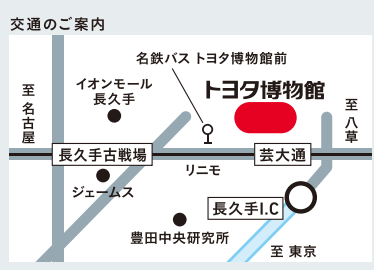 交通のご案内
名鉄バス トヨタ博物館前
イオンモール
長久手
トヨタ博物館
至 名古屋
至 八草
長久手古戦場
リニモ
芸大通
ジェームス
長久手I.C
豊田中央研究所
至 東京